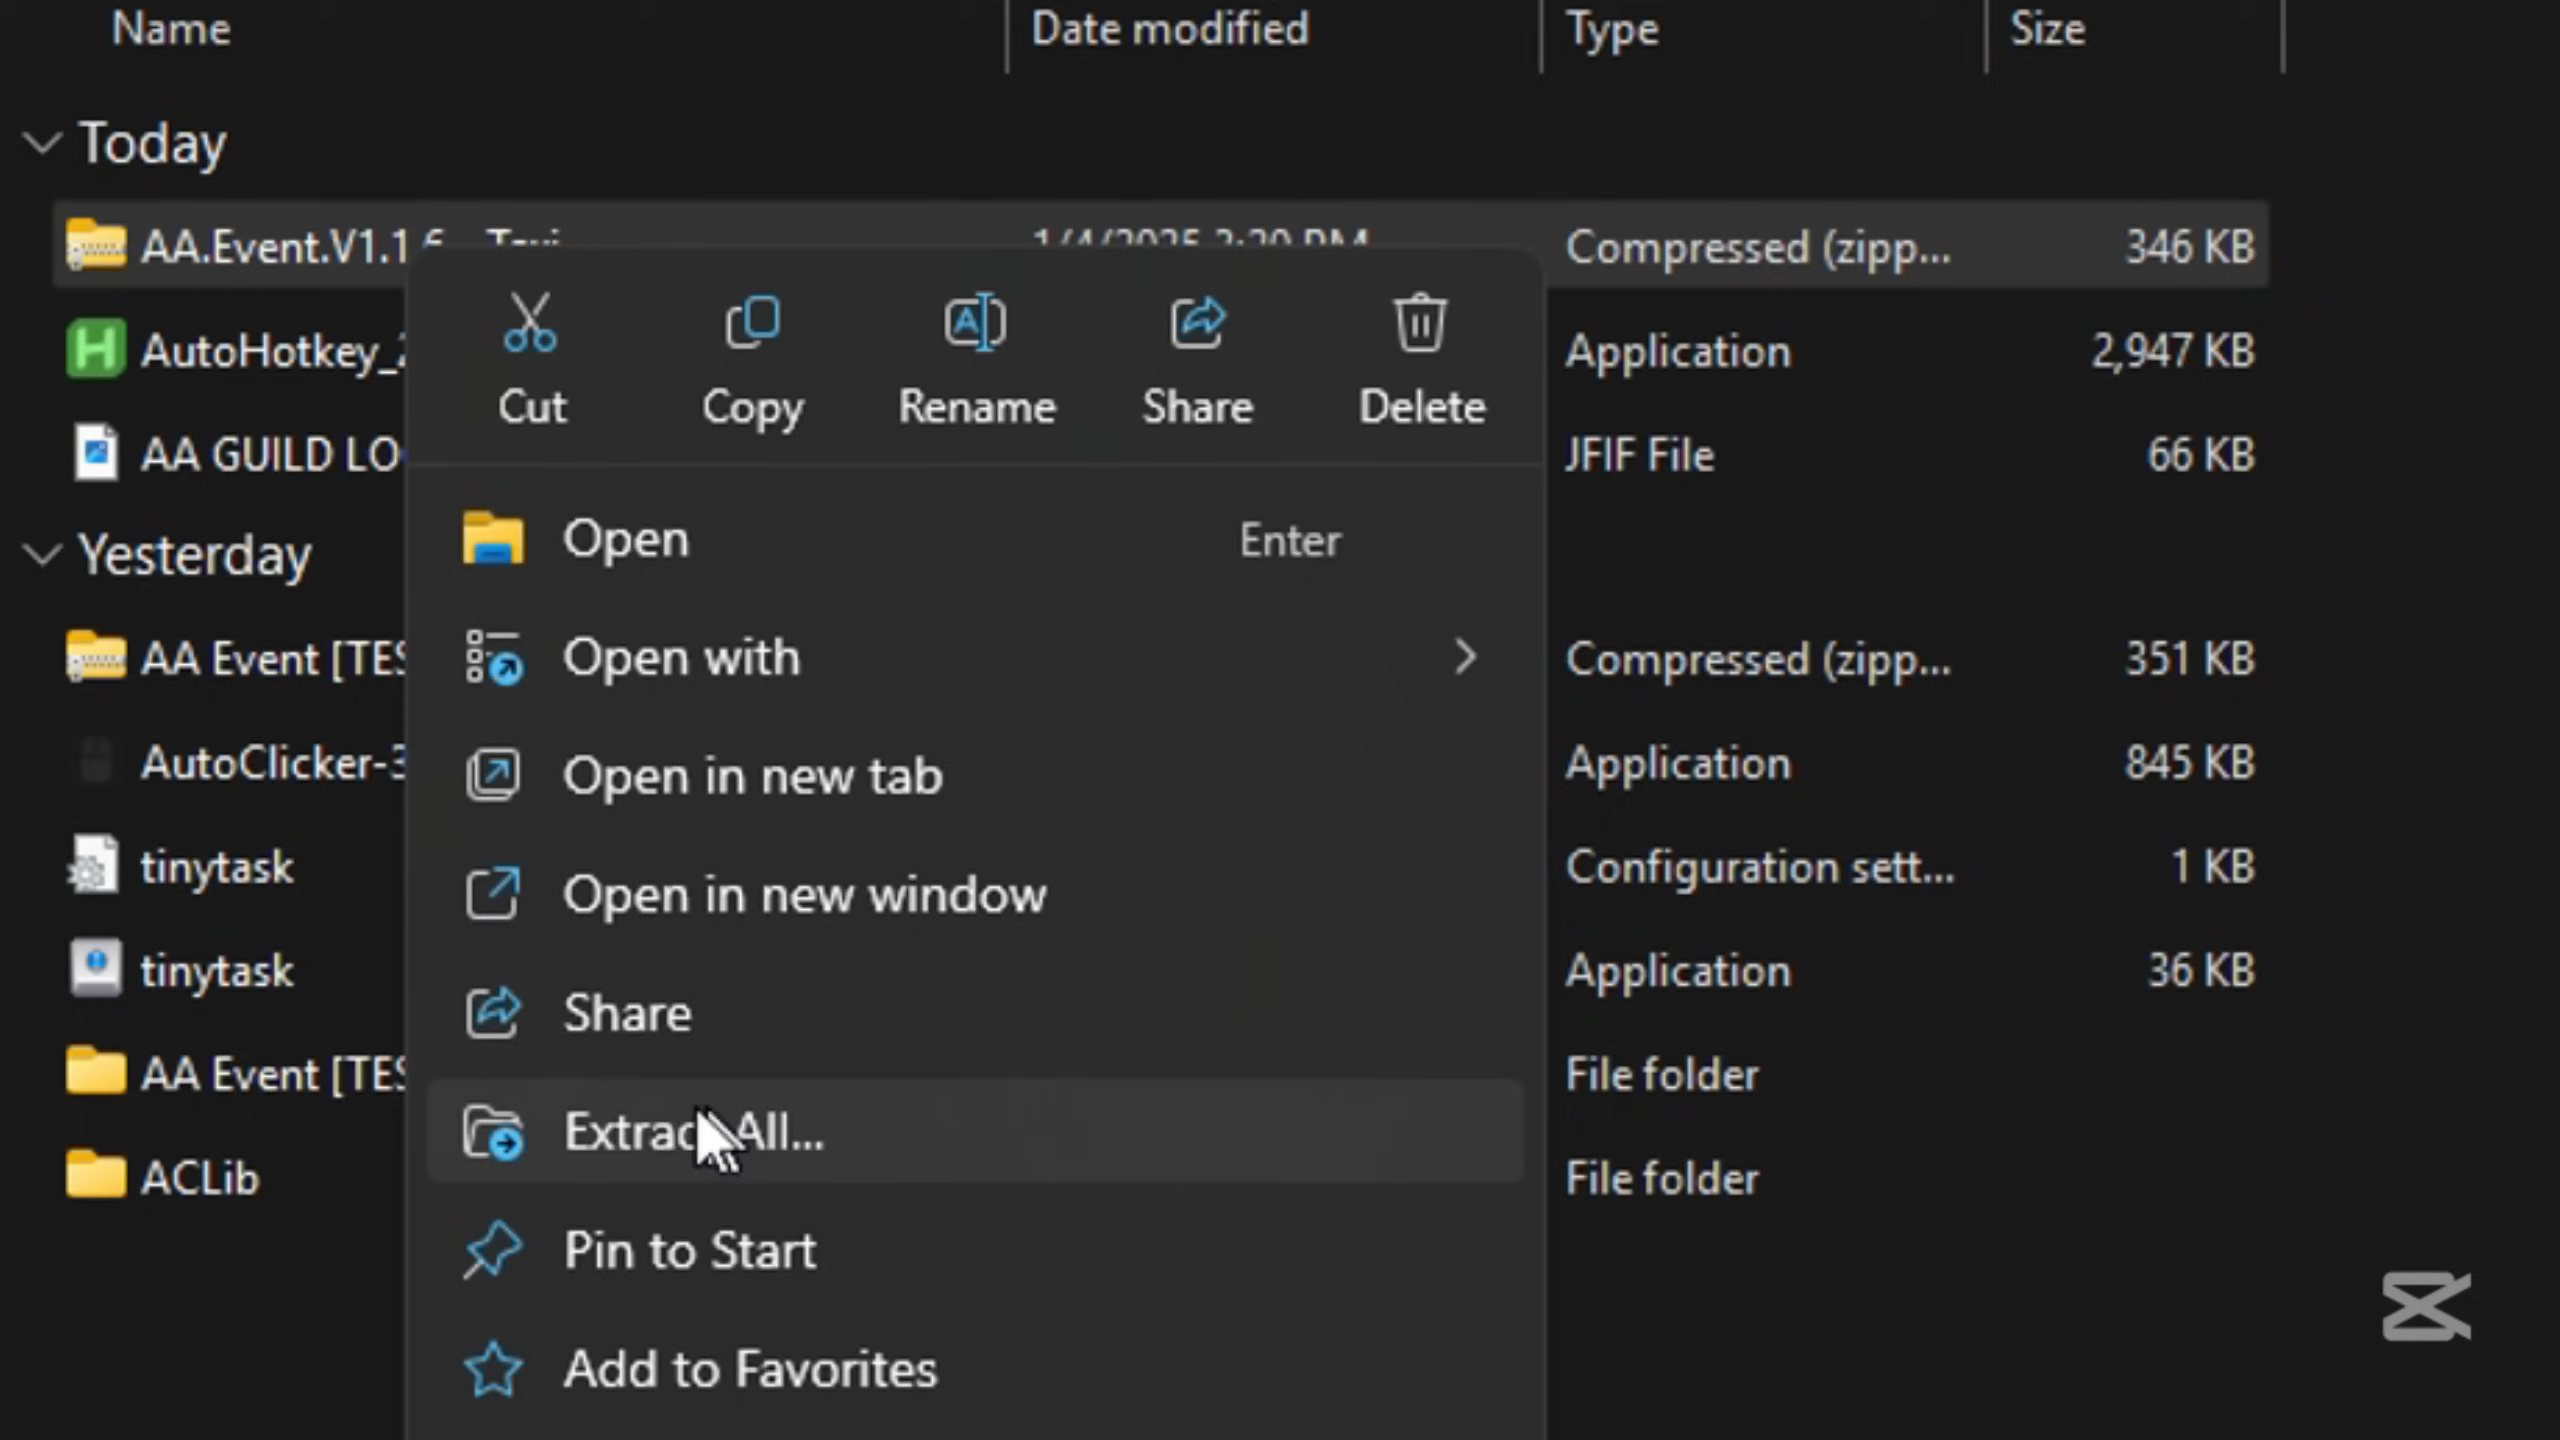 Name Date modified Type Size
Today
AA.Event.V1.1 Compressed (zipp... 346 KB
AutoHotkey_ Application 2,947 KB
Cut Copy Rename Share Delete
AA GUILD LO JFIF File 66 KB
Open Enter
Yesterday
Open with
AA Event [TES Compressed (zipp... 351 KB
Open in new tab
AutoClicker-3 Application 845 KB
tinytask Configuration sett... 1 KB
Open in new window
tinytask Application 36 KB
Share
AA Event [TES File folder
Extract All...
ACLib File folder
Pin to Start
Add to Favorites